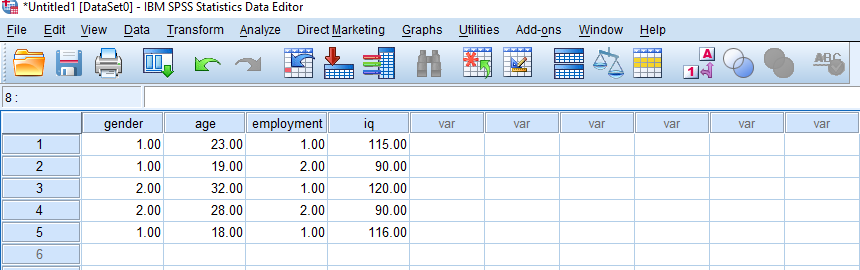 *Untitled1 [DataSet0] - IBM SPSS Statistics Data Editor
File Edit View Data Transform Analyze Direct Marketing Graphs Utilities Add-ons Window Help
1 A ABC
8 :
gender age employment iq var var var var var var
1 1.00 23.00 1.00 115.00
2 1.00 19.00 2.00 90.00
3 2.00 32.00 1.00 120.00
4 2.00 28.00 2.00 90.00
5 1.00 18.00 1.00 116.00
6